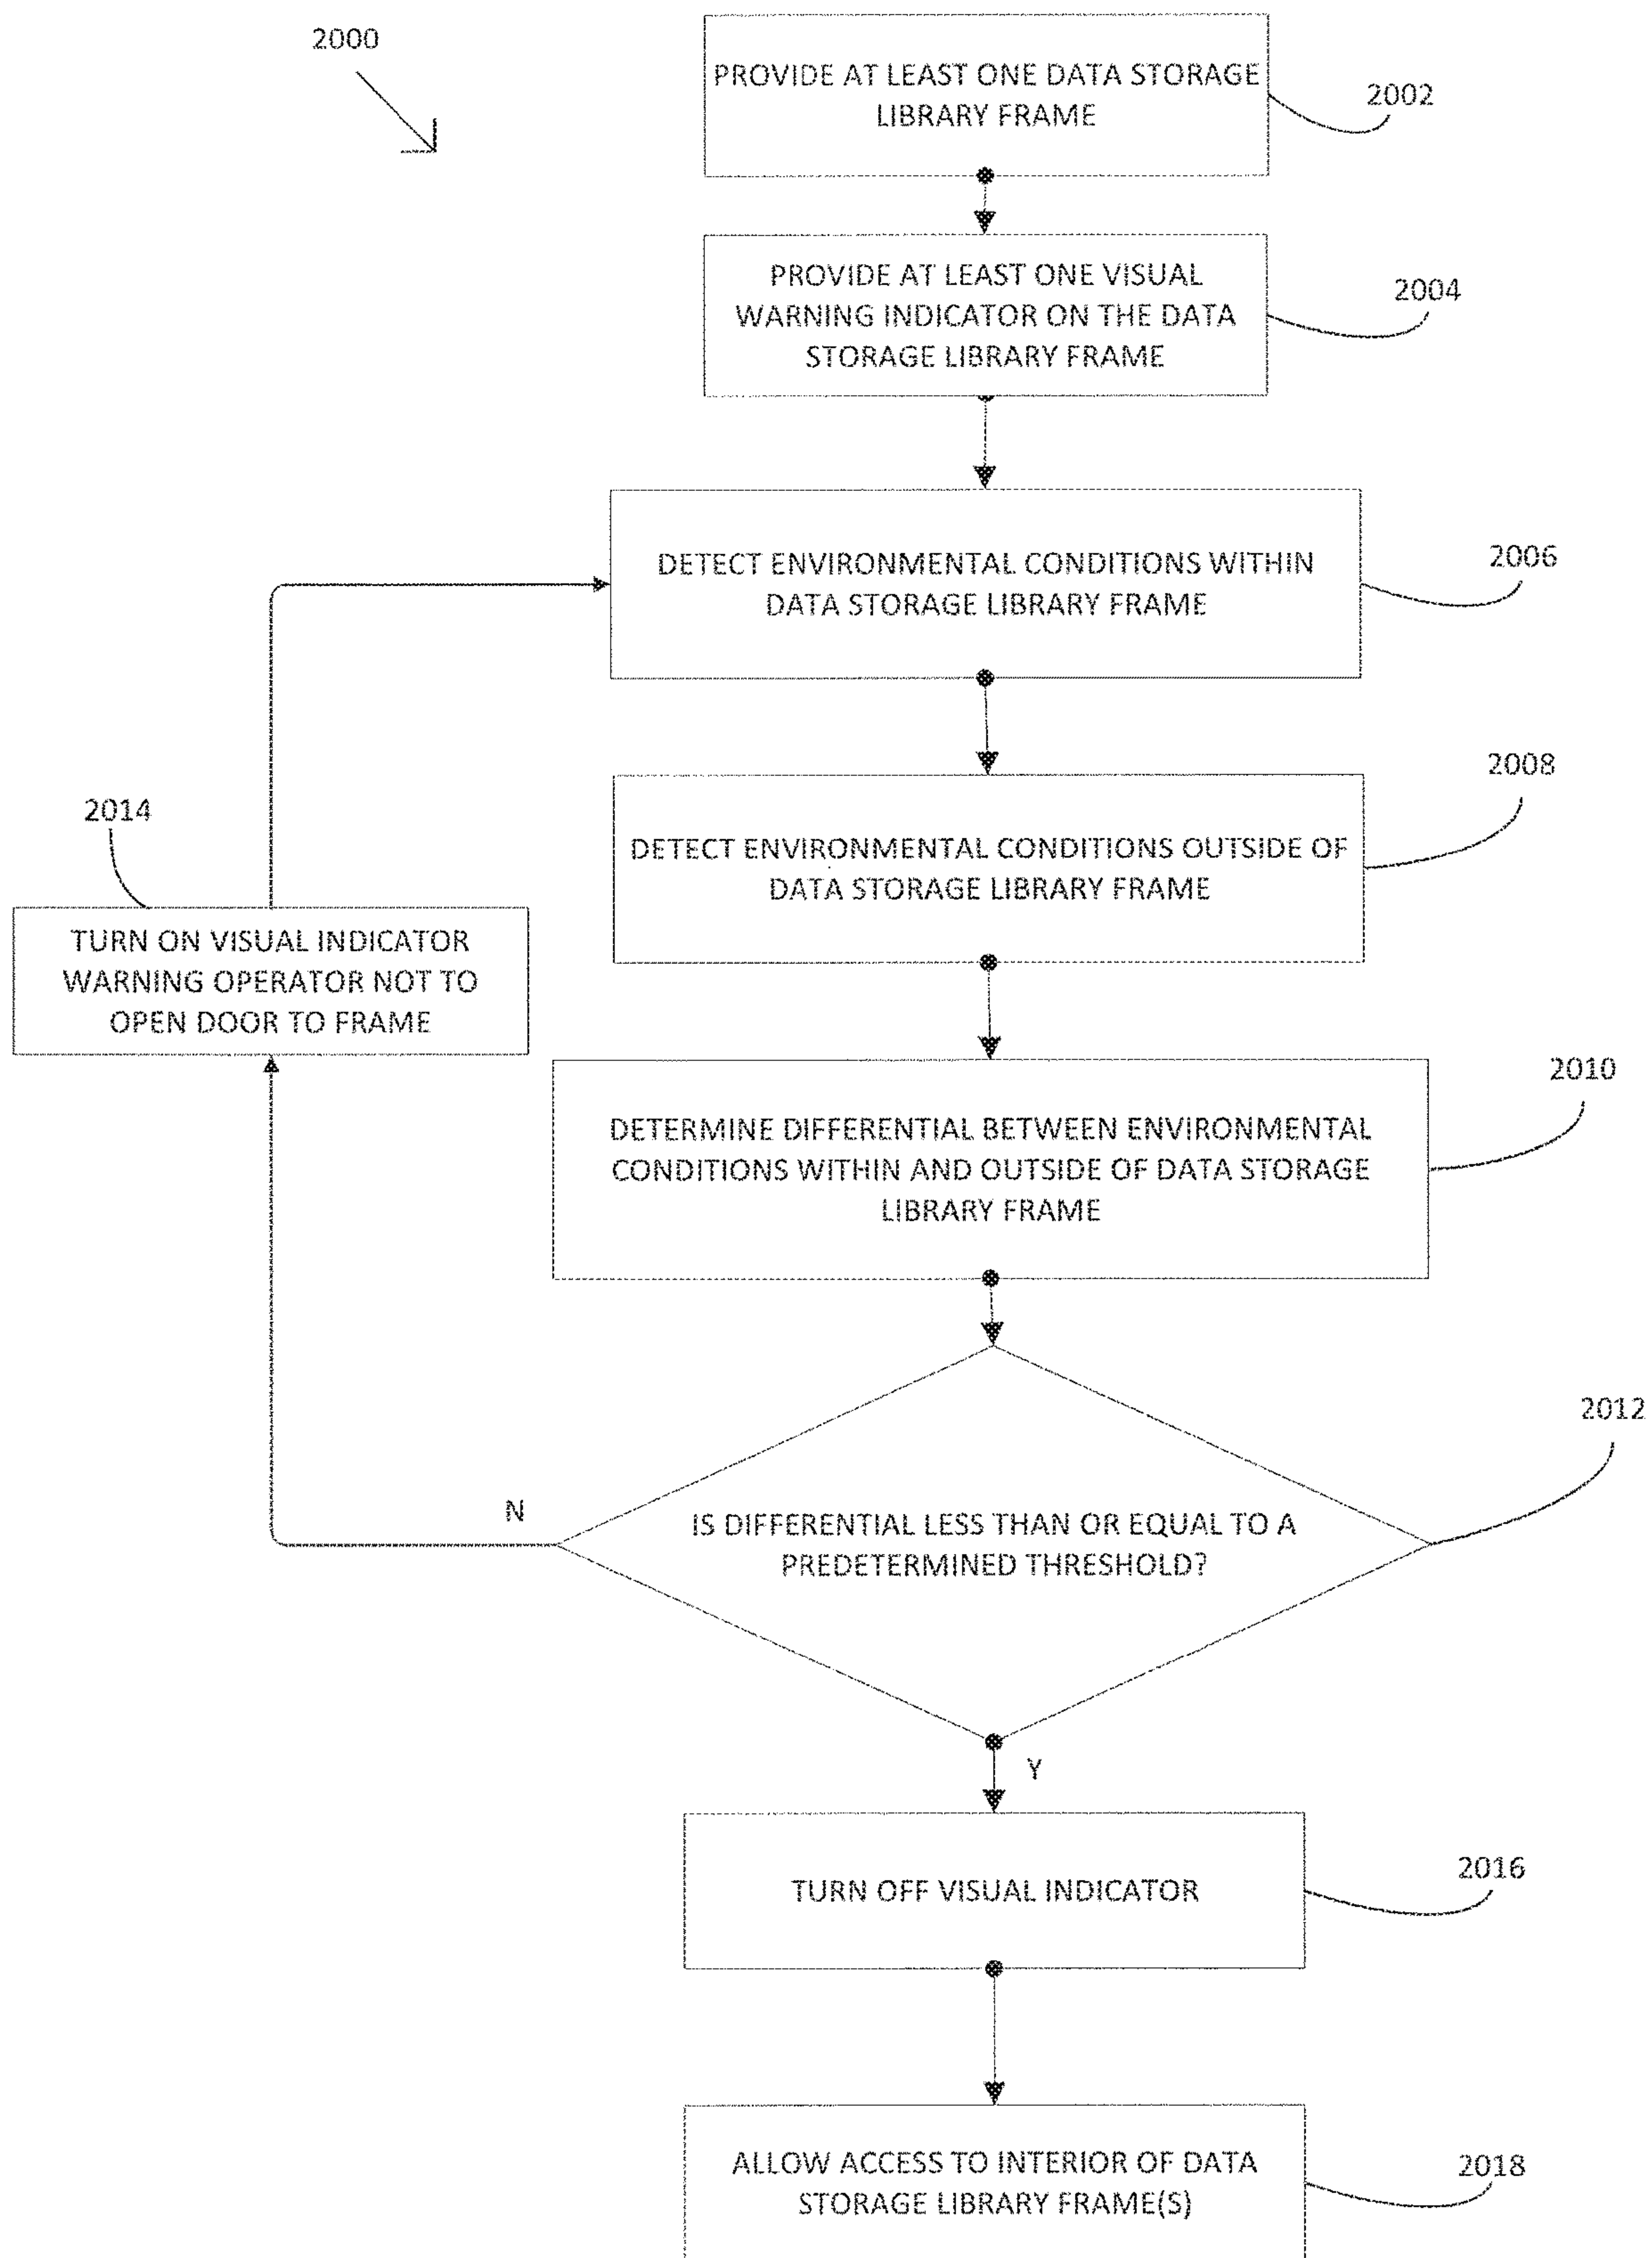 2000
PROVIDE AT LEAST ONE DATA STORAGE
LIBRARY FRAME
2002
PROVIDE AT LEAST ONE VISUAL
WARNING INDICATOR ON THE DATA
STORAGE LIBRARY FRAME
2004
DETECT ENVIRONMENTAL CONDITIONS WITHIN
DATA STORAGE LIBRARY FRAME
2006
DETECT ENVIRONMENTAL CONDITIONS OUTSIDE OF
DATA STORAGE LIBRARY FRAME
2008
2014
TURN ON VISUAL INDICATOR
WARNING OPERATOR NOT TO
OPEN DOOR TO FRAME
DETERMINE DIFFERENTIAL BETWEEN ENVIRONMENTAL
CONDITIONS WITHIN AND OUTSIDE OF DATA STORAGE
LIBRARY FRAME
2010
IS DIFFERENTIAL LESS THAN OR EQUAL TO A
PREDETERMINED THRESHOLD?
2012
N
Y
TURN OFF VISUAL INDICATOR
2016
ALLOW ACCESS TO INTERIOR OF DATA
STORAGE LIBRARY FRAME(S)
2018